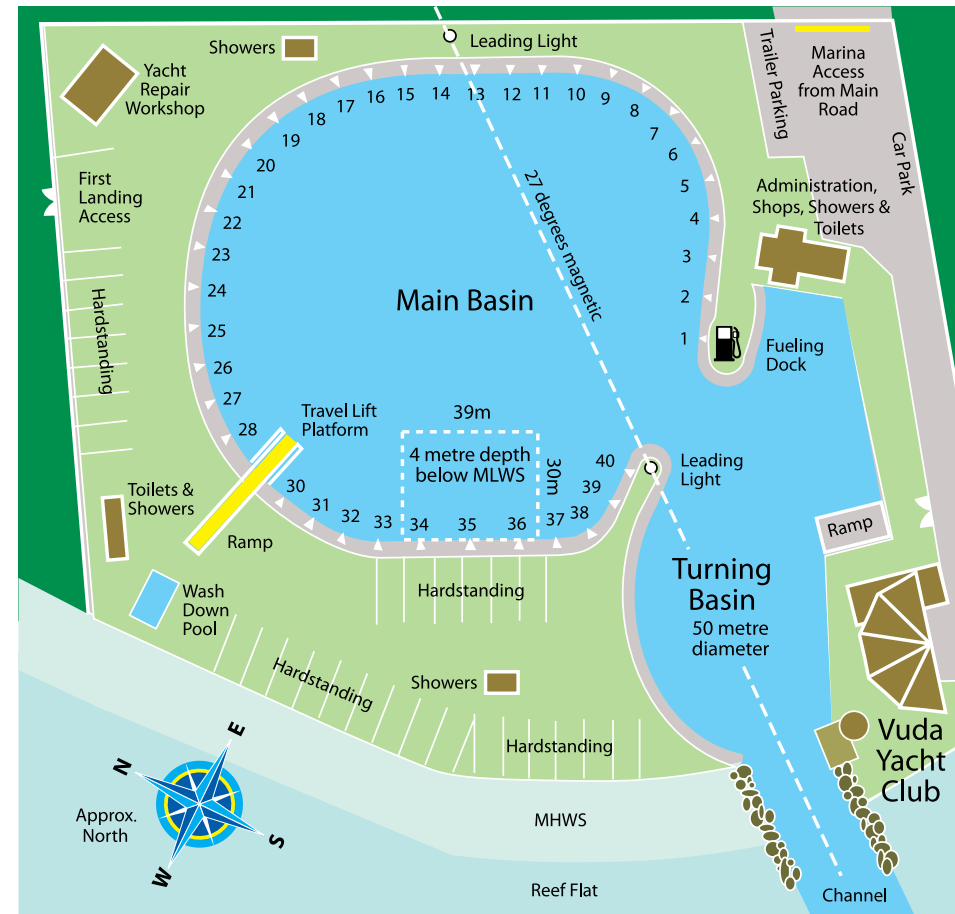 Showers
Leading Light
Trailer Parking
Marina
Access
from Main
Road
Car Park
Yacht
Repair
Workshop
First
Landing
Access
Hardstanding
Administration,
Shops, Showers &
Toilets
1
2
3
4
5
6
7
8
9
10
11
12
13
14
15
16
17
18
19
20
21
22
23
24
25
26
27
28
30
31
32
33
34
35
36
37
38
39
40
27 degrees magnetic
Main Basin
Fueling
Dock
Travel Lift
Platform
39m
4 metre depth
below MLWS
30m
Leading
Light
Toilets &
Showers
Ramp
Ramp
Wash
Down
Pool
Hardstanding
Turning
Basin
50 metre
diameter
Hardstanding
Showers
Hardstanding
Vuda
Yacht
Club
N
E
S
W
Approx.
North
MHWS
Reef Flat
Channel